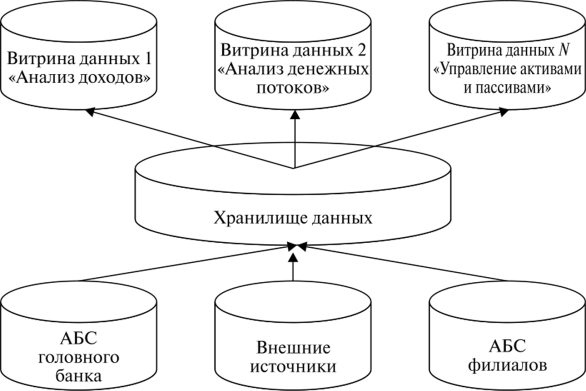 Витрина данных 1
«Анализ доходов»
Витрина данных 2
«Анализ денежных
потоков»
Витрина данных N
«Управление активами
и пассивами»
Хранилище данных
АБС
головного
банка
Внешние
источники
АБС
филиалов